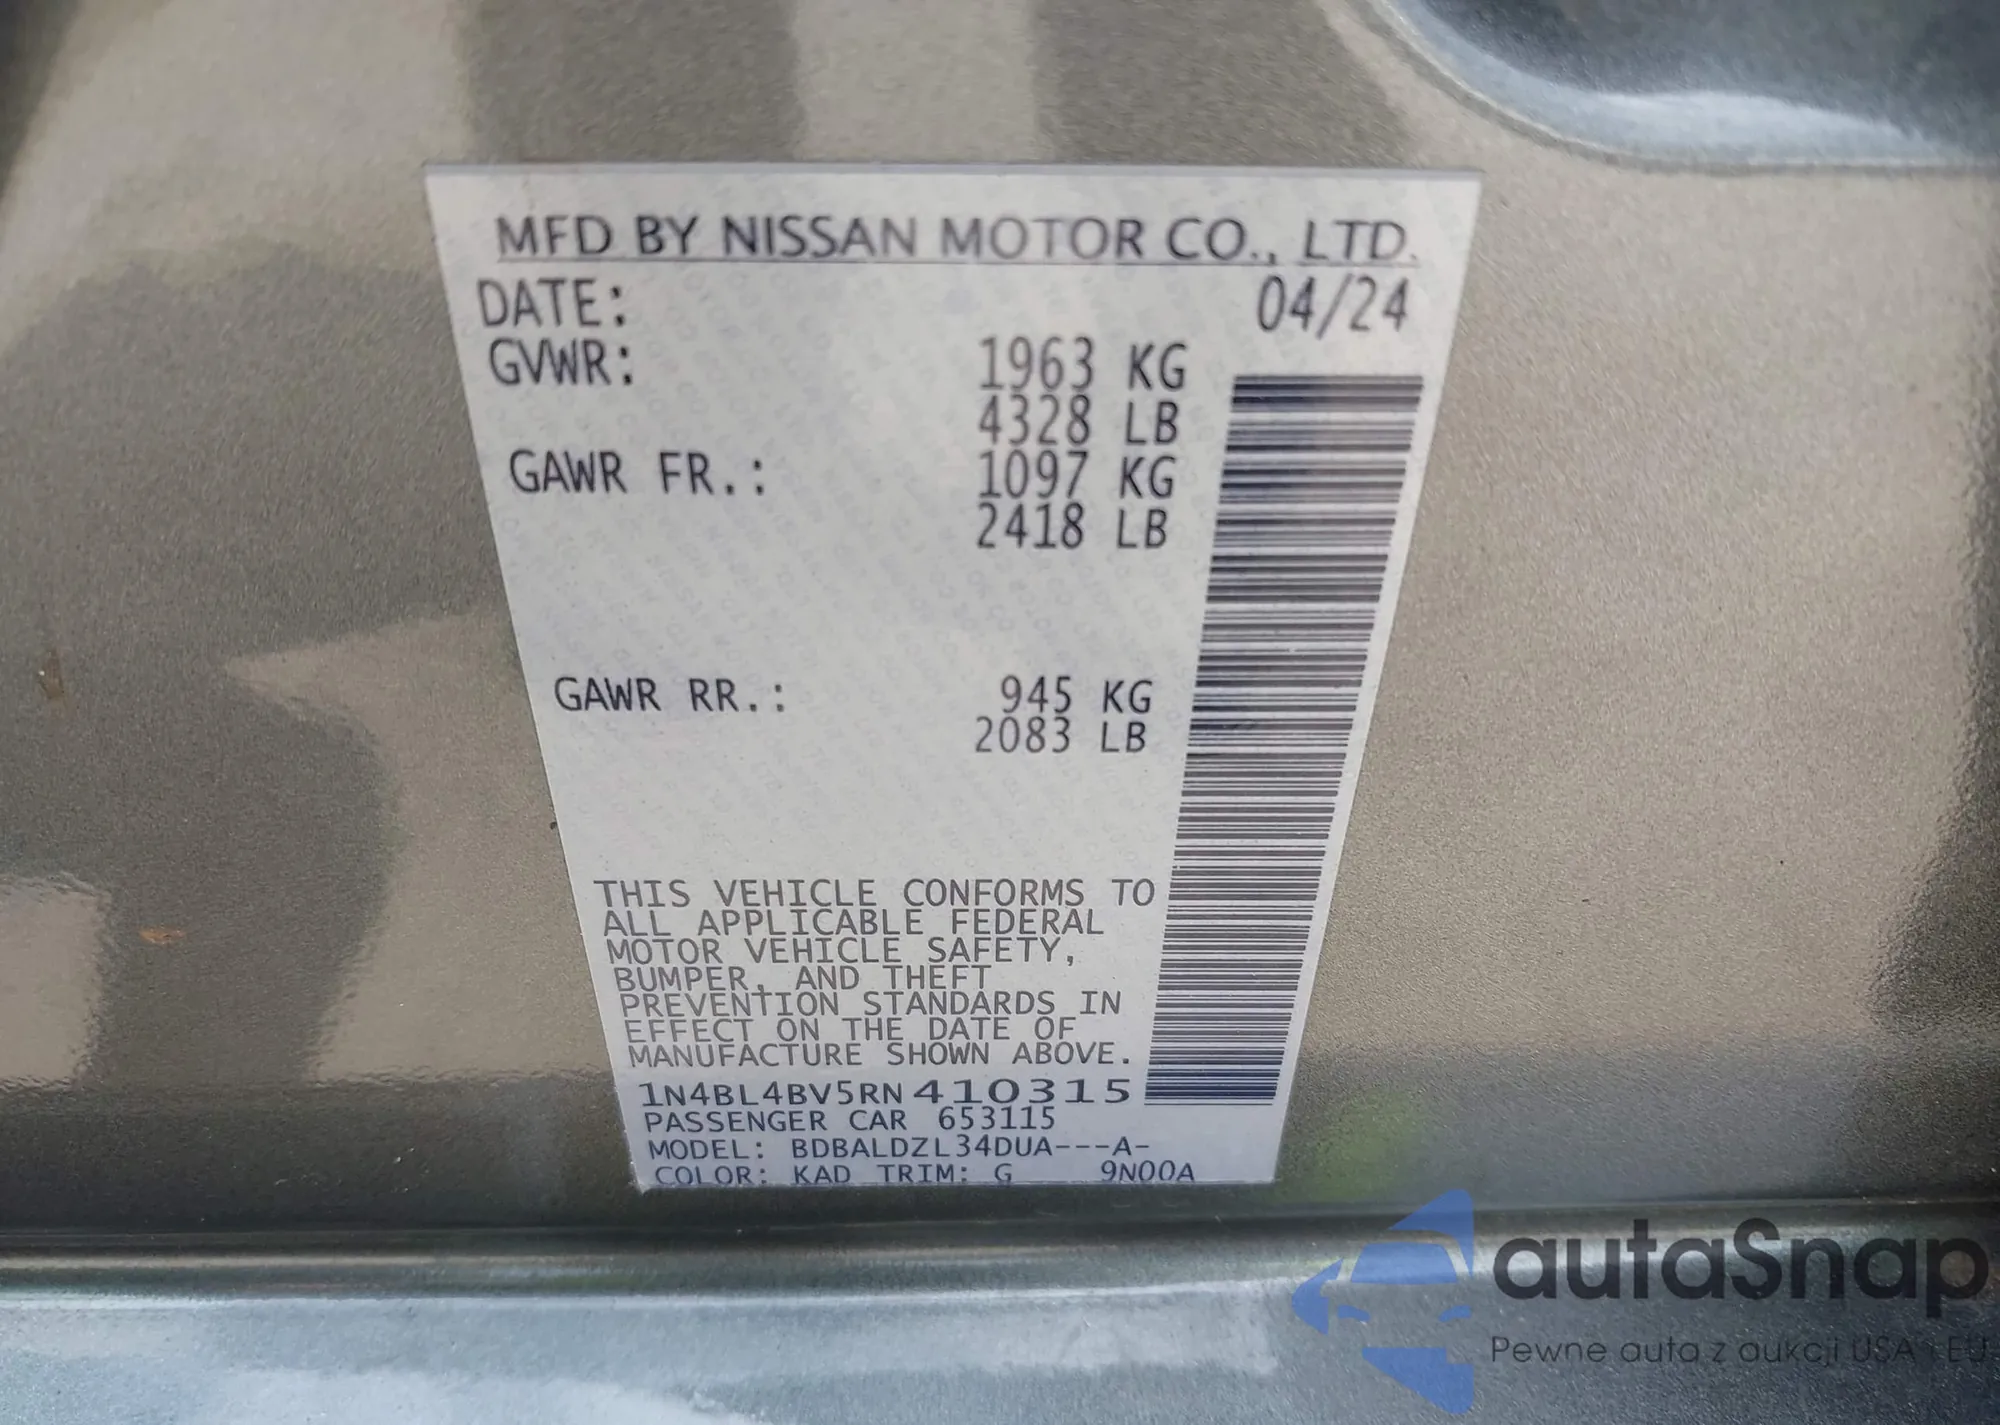 MFD BY NISSAN MOTOR CO., LTD.
DATE: 04/24
GVWR: 1963 KG
4328 LB
GAWR FR.: 1097 KG
2418 LB
GAWR RR.: 945 KG
2083 LB
THIS VEHICLE CONFORMS TO
ALL APPLICABLE FEDERAL
MOTOR VEHICLE SAFETY,
BUMPER, AND THEFT
PREVENTION STANDARDS IN
EFFECT ON THE DATE OF
MANUFACTURE SHOWN ABOVE.
1N4BL4BV5RN410315
PASSENGER CAR 653115
MODEL: BDBALDZL34DUA---A-
COLOR: KAD TRIM: G 9N00A
autaSnap
Pewne auta z aukcji USA i EU